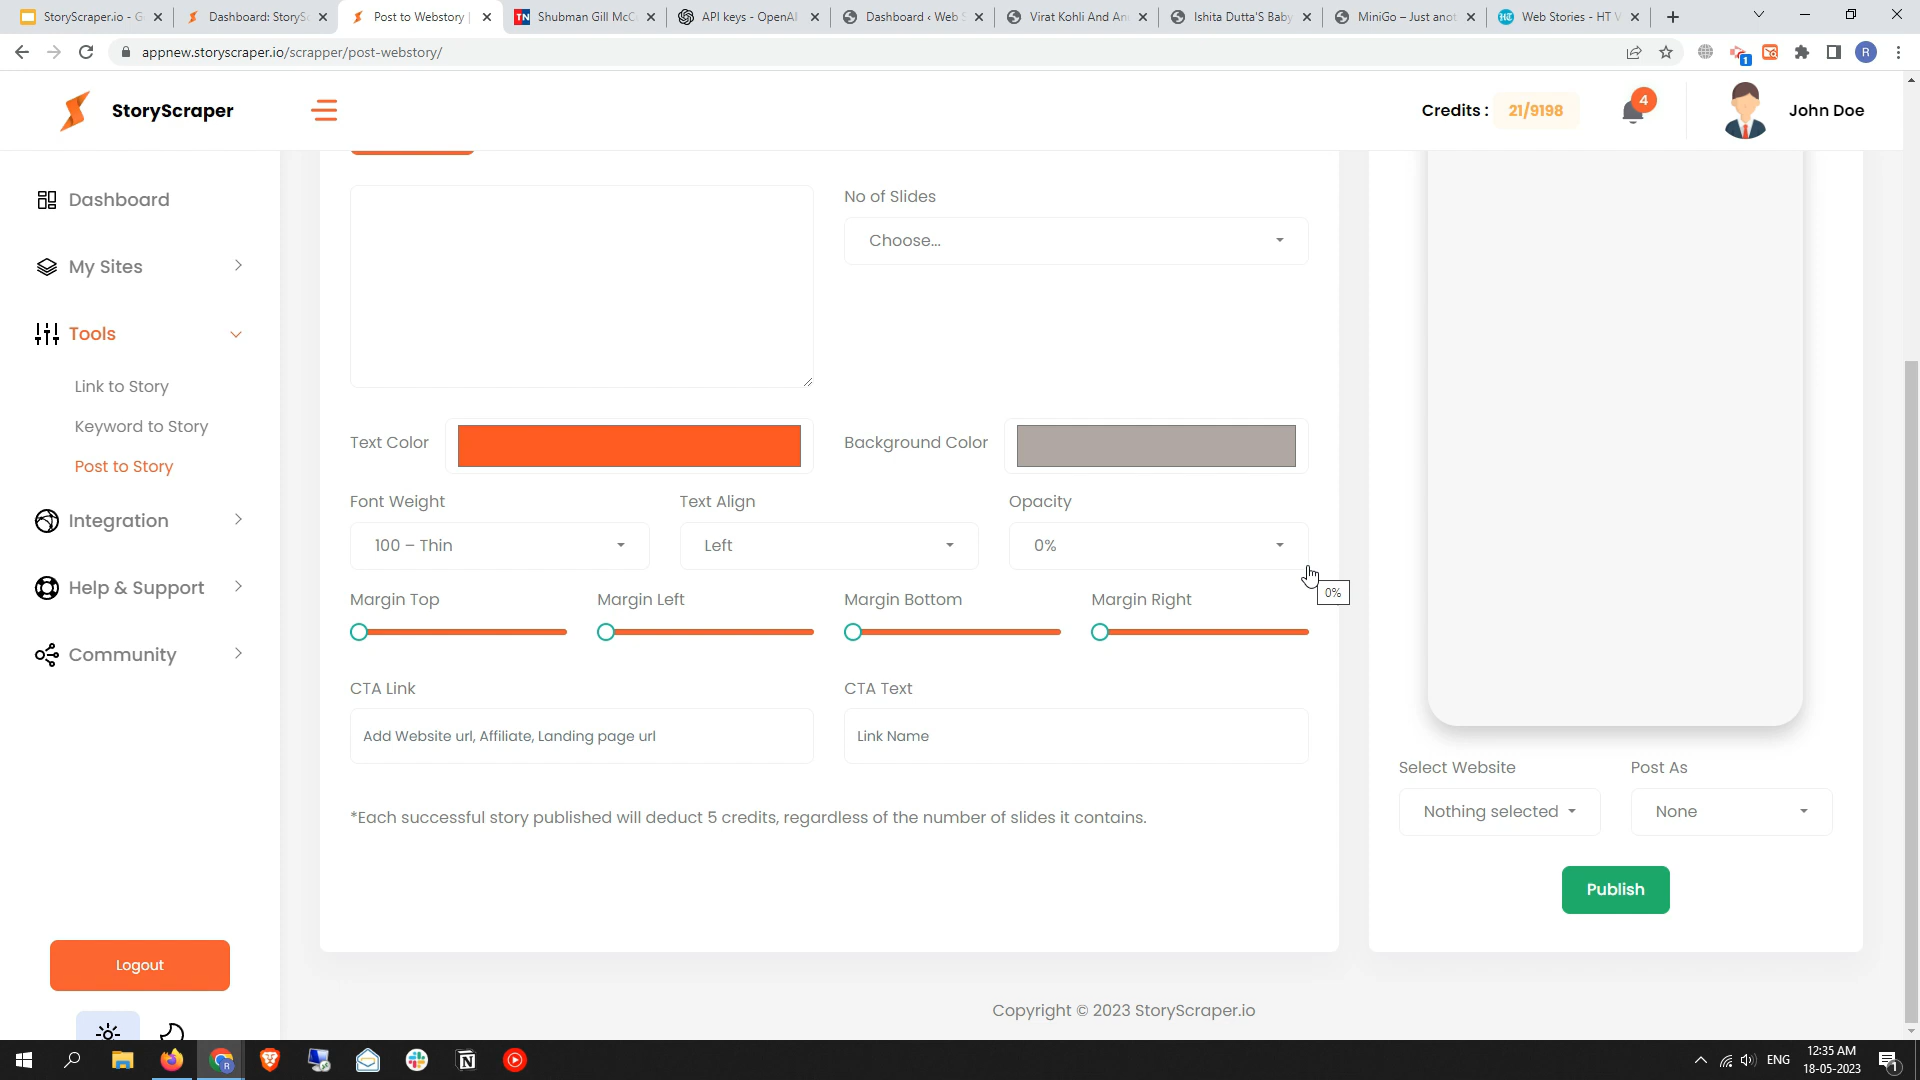 StoryScraper.io - G
Dashboard: StoryS
Post to Webstory |
TN
Shubman Gill McC
API keys - OpenAI
Dashboard ‹ Web S
Virat Kohli And An
Ishita Dutta'S Baby
MiniGo – Just anot
HT
Web Stories - HT V
appnew.storyscraper.io/scrapper/post-webstory/
1
R
StoryScraper
Credits :
21/9198
4
John Doe
Dashboard
My Sites
Tools
Link to Story
Keyword to Story
Post to Story
Integration
Help & Support
Community
Logout
No of Slides
Choose...
Text Color
Background Color
Font Weight
Text Align
Opacity
100 – Thin
Left
0%
0%
Margin Top
Margin Left
Margin Bottom
Margin Right
CTA Link
CTA Text
Add Website url, Affiliate, Landing page url
Link Name
*Each successful story published will deduct 5 credits, regardless of the number of slides it contains.
Select Website
Post As
Nothing selected
None
Publish
Copyright © 2023 StoryScraper.io
R
N
ENG
12:35 AM
18-05-2023
1